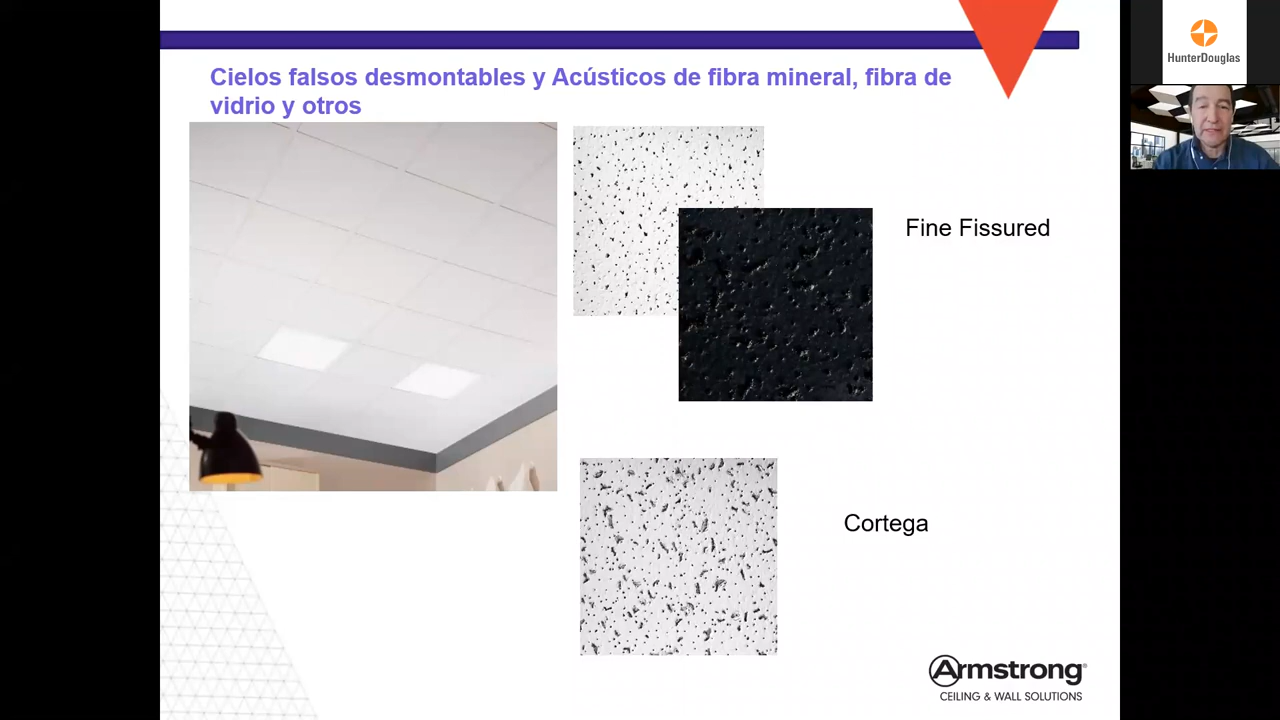 Cielos falsos desmontables y Acústicos de fibra mineral, fibra de
vidrio y otros
HunterDouglas
Fine Fissured
Cortega
Armstrong®
CEILING & WALL SOLUTIONS